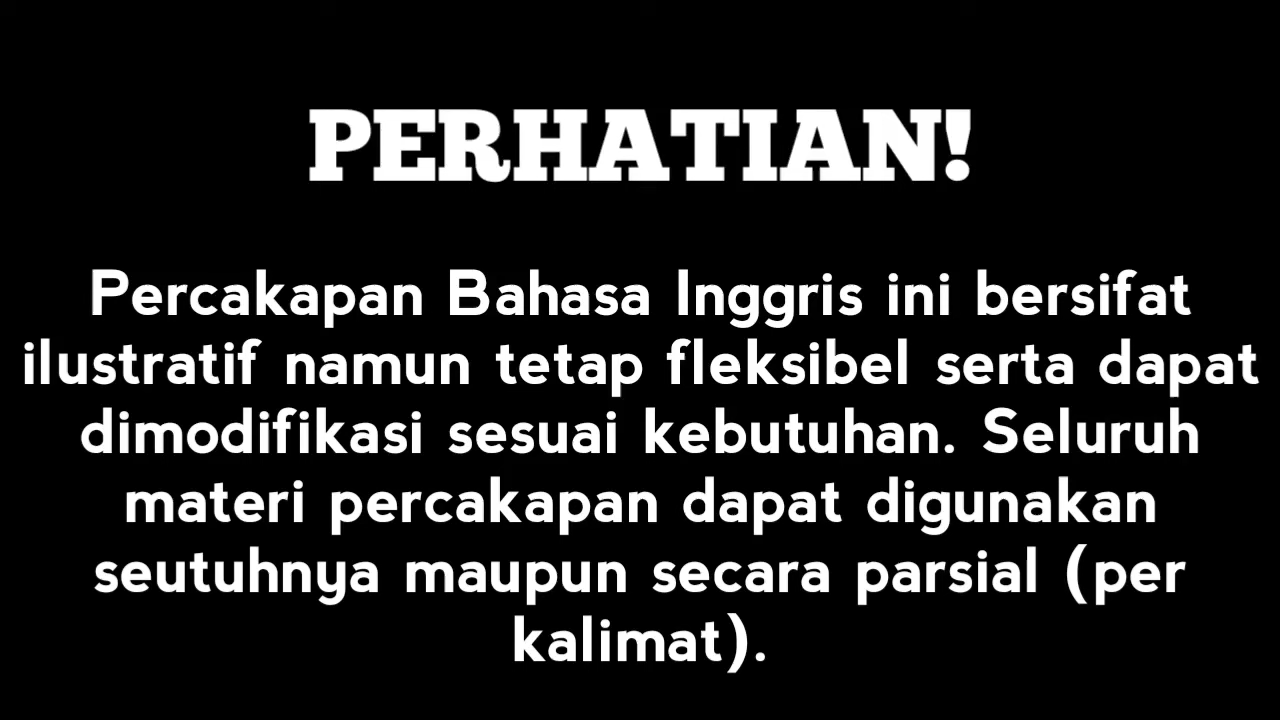 PERHATIAN!
Percakapan Bahasa Inggris ini bersifat
ilustratif namun tetap fleksibel serta dapat
dimodifikasi sesuai kebutuhan. Seluruh
materi percakapan dapat digunakan
seutuhnya maupun secara parsial (per
kalimat).